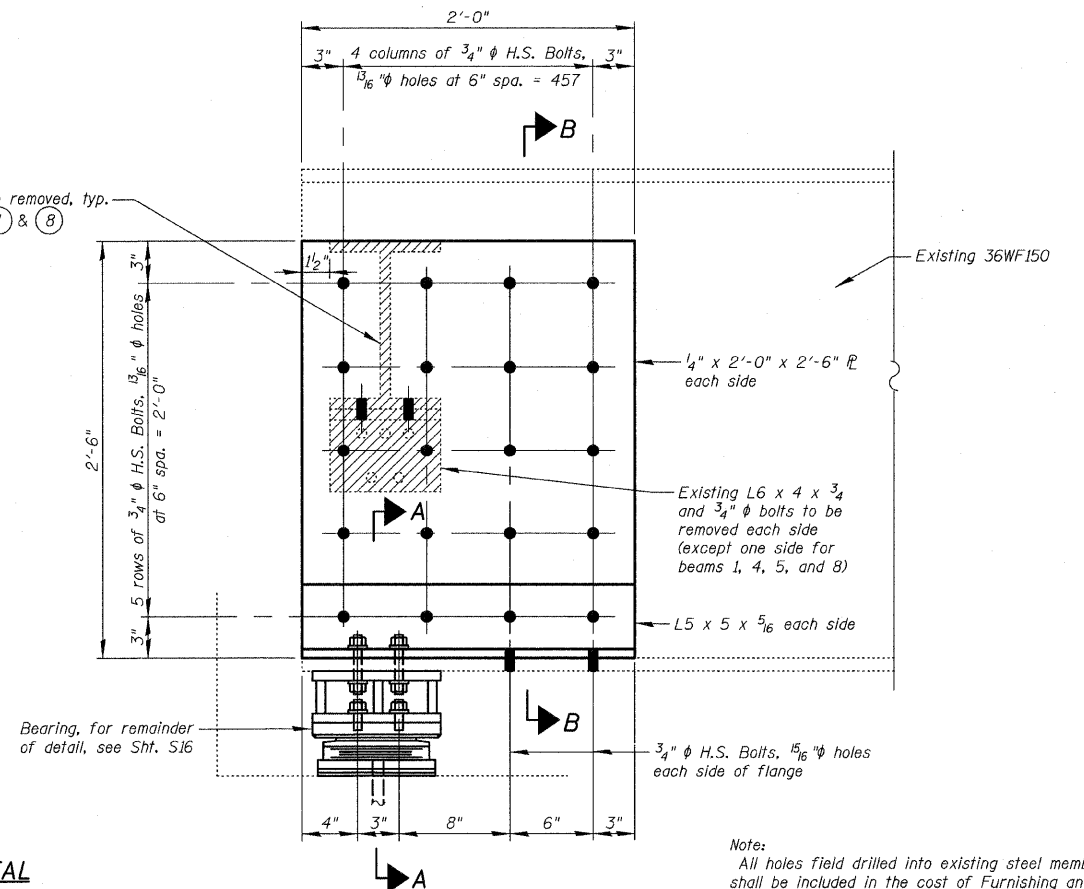 2'-0"
3"
4 columns of 3/4" φ H.S. Bolts,
3"
13/16"φ holes at 6" spa. = 457
B
removed, typ.
& 8
Existing 36WF150
3"
1 1/2"
2'-6"
5 rows of 3/4" φ H.S. Bolts, 13/16" φ holes
at 6" spa. = 2'-0"
1/4" x 2'-0" x 2'-6" ℄
each side
Existing L6 x 4 x 3/4
and 3/4" φ bolts to be
removed each side
(except one side for
beams 1, 4, 5, and 8)
A
L5 x 5 x 5/16 each side
3"
Bearing, for remainder
of detail, see Sht. S16
B
3/4" φ H.S. Bolts, 15/16"φ holes
each side of flange
4"
3"
8"
6"
3"
A
Note:
All holes field drilled into existing steel mem
shall be included in the cost of Furnishing an